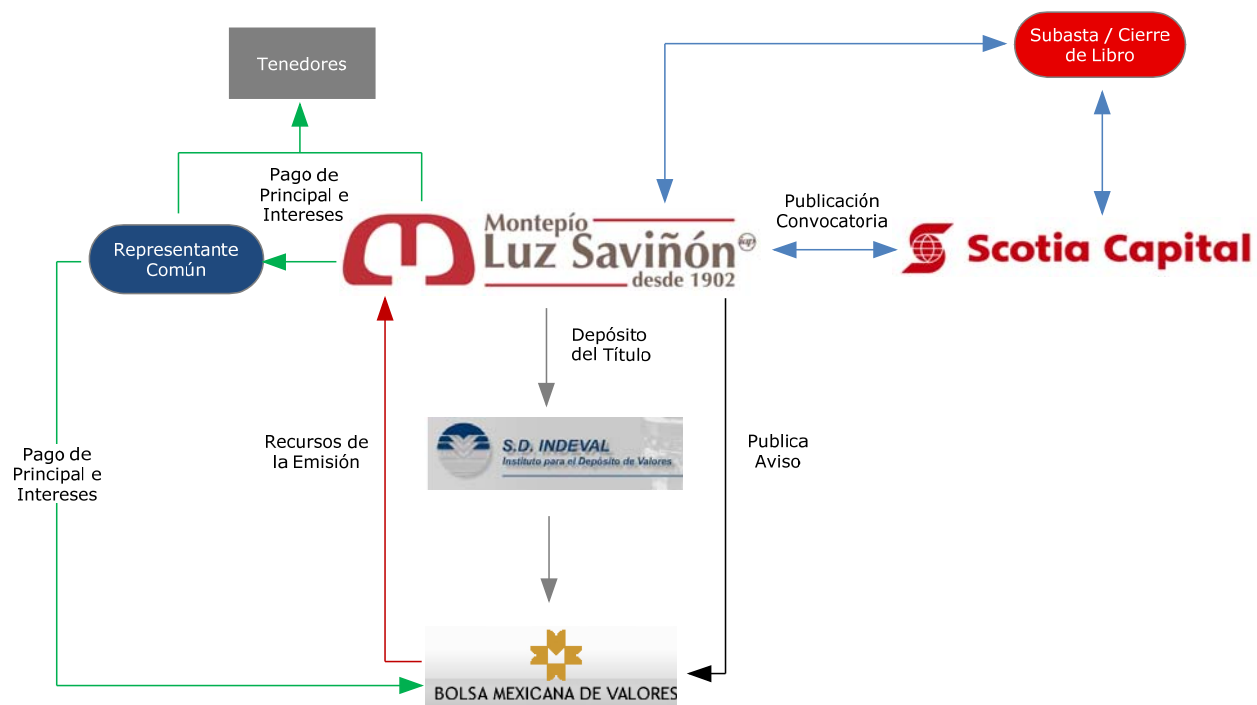 Subasta / Cierre
de Libro
Tenedores
Pago de
Principal e
Intereses
Publicación
Convocatoria
Montepío
Luz Saviñón
desde 1902
Scotia Capital
Representante
Común
Depósito
del Título
Recursos de
la Emisión
S.D. INDEVAL
Instituto para el Depósito de Valores
Publica
Aviso
Pago de
Principal e
Intereses
BOLSA MEXICANA DE VALORES